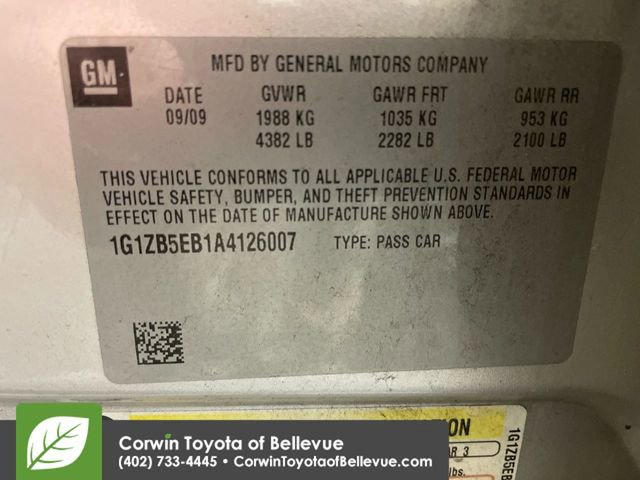 GM
MFD BY GENERAL MOTORS COMPANY
DATE GVWR GAWR FRT GAWR RR
09/09 1988 KG 1035 KG 953 KG
4382 LB 2282 LB 2100 LB
THIS VEHICLE CONFORMS TO ALL APPLICABLE U.S. FEDERAL MOTOR
VEHICLE SAFETY, BUMPER, AND THEFT PREVENTION STANDARDS IN
EFFECT ON THE DATE OF MANUFACTURE SHOWN ABOVE.
1G1ZB5EB1A4126007 TYPE: PASS CAR
1G1ZB5EB
3
lbs.
Corwin Toyota of Bellevue
(402) 733-4445 • CorwinToyotaofBellevue.com